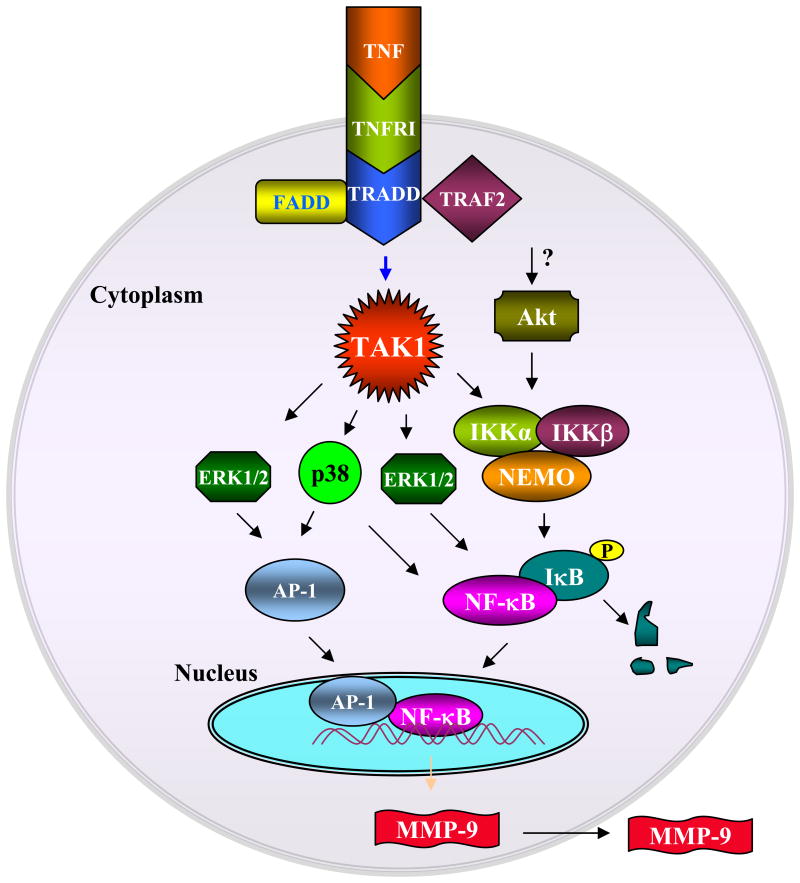 TNF
TNFRI
FADD
TRADD
TRAF2
?
Cytoplasm
Akt
TAK1
IKKα
IKKβ
NEMO
ERK1/2
p38
ERK1/2
P
IκB
AP-1
NF-κB
Nucleus
AP-1
NF-κB
MMP-9
MMP-9